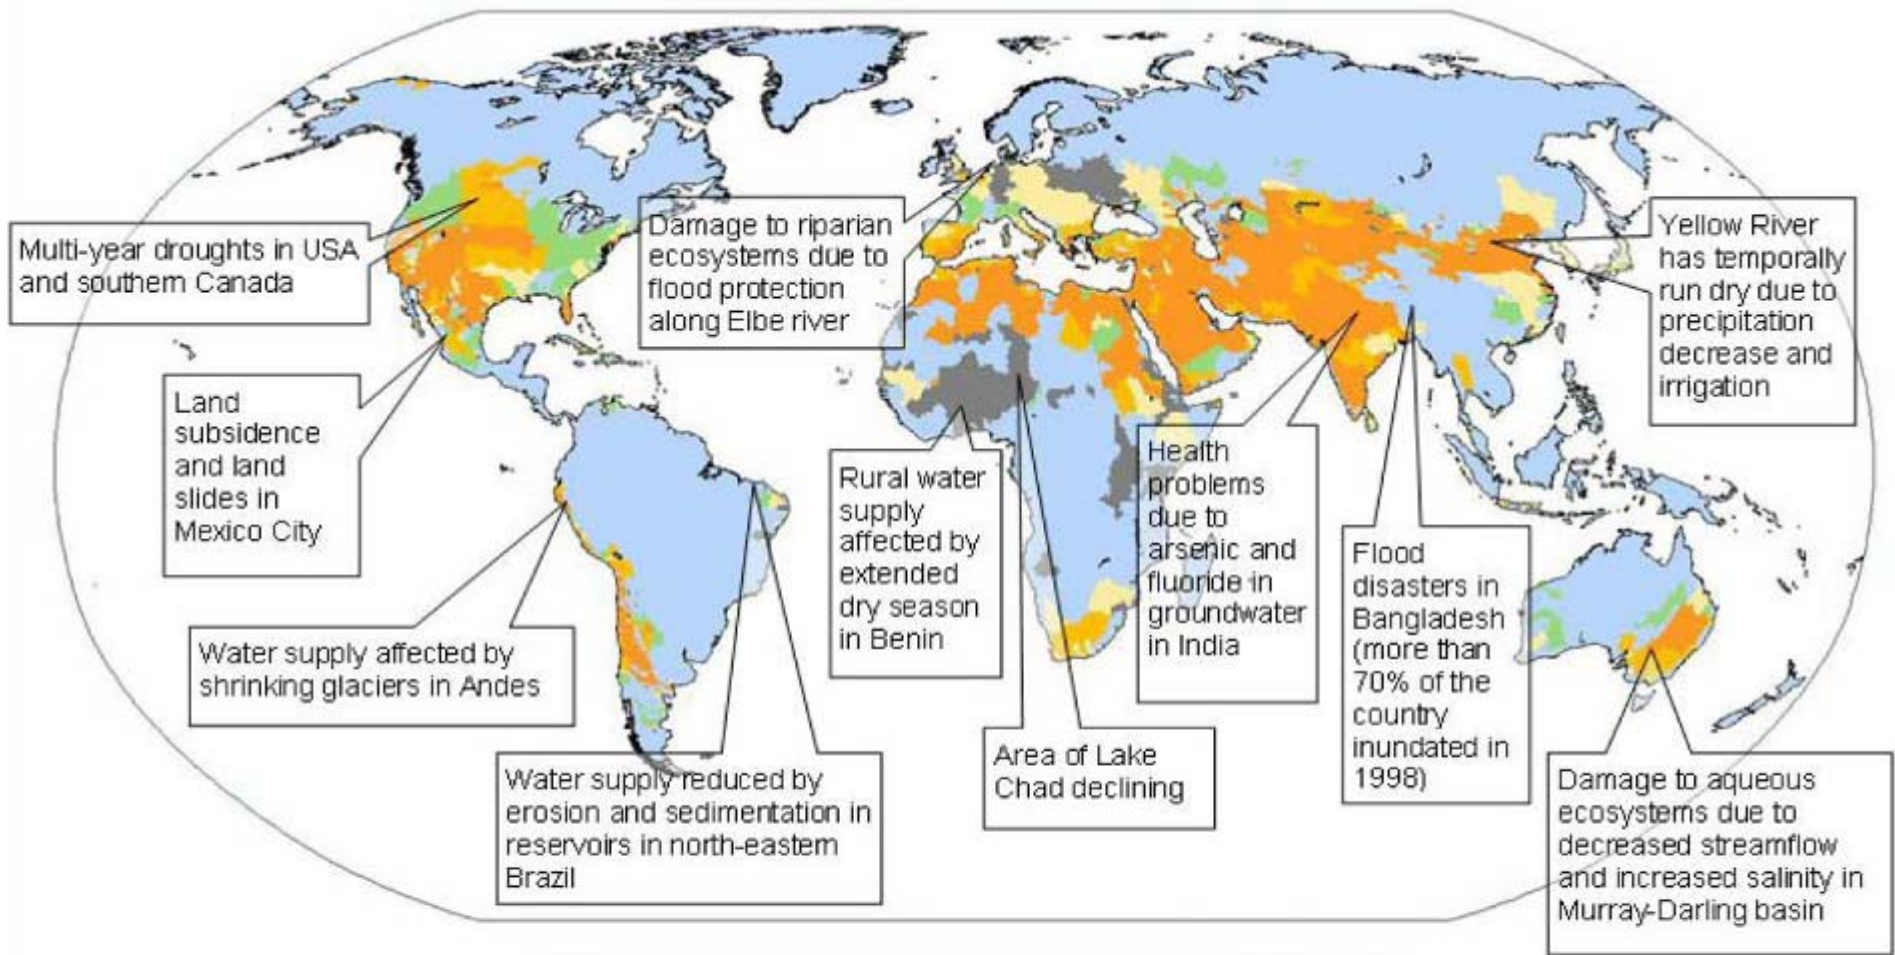 Multi-year droughts in USA
and southern Canada
Damage to riparian
ecosystems due to
flood protection
along Elbe river
Yellow River
has temporally
run dry due to
precipitation
decrease and
irrigation
Land
subsidence
and land
slides in
Mexico City
Rural water
supply
affected by
extended
dry season
in Benin
Health
problems
due to
arsenic and
fluoride in
groundwater
in India
Flood
disasters in
Bangladesh
(more than
70% of the
country
inundated in
1998)
Water supply affected by
shrinking glaciers in Andes
Water supply reduced by
erosion and sedimentation in
reservoirs in north-eastern
Brazil
Area of Lake
Chad declining
Damage to aqueous
ecosystems due to
decreased streamflow
and increased salinity in
Murray-Darling basin